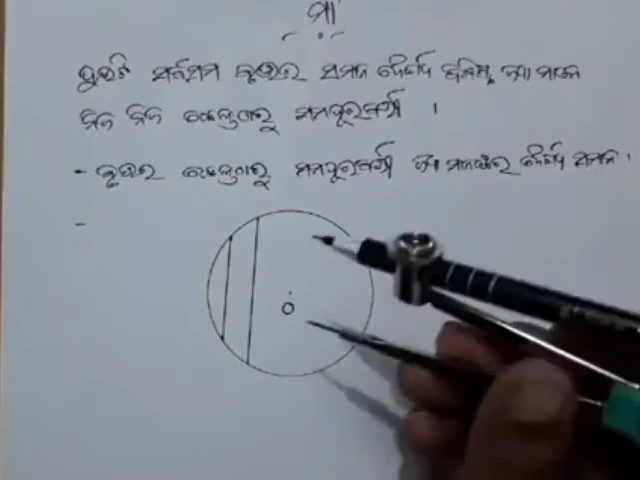 ମା
ଦୁଇଟି ସର୍ବସମ ବୃତ୍ତର ସମାନ ଦୈର୍ଘ୍ୟ ବିଶିଷ୍ଟ ଜ୍ୟା ମାନେ
ନିଜ ନିଜ କେନ୍ଦ୍ରଠାରୁ ସମଦୂରବର୍ତ୍ତୀ ।
- ବୃତ୍ତର କେନ୍ଦ୍ରଠାରୁ ସମଦୂରବର୍ତ୍ତୀ ଜ୍ୟା ମାନଙ୍କର ଦୈର୍ଘ୍ୟ ସମାନ ।
-
O